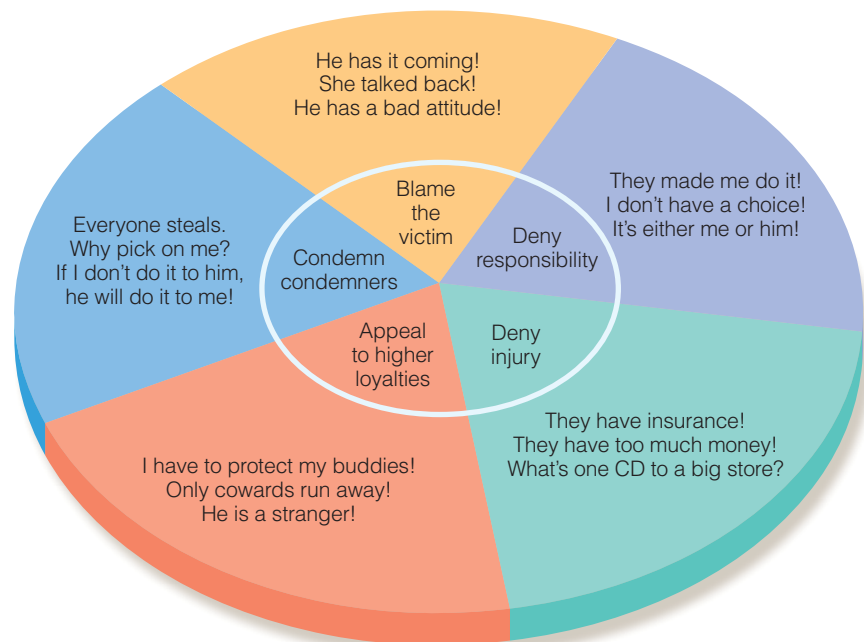 He has it coming!
She talked back!
He has a bad attitude!
Blame
the
victim
They made me do it!
I don't have a choice!
It's either me or him!
Deny
responsibility
They have insurance!
They have too much money!
What's one CD to a big store?
Deny
injury
I have to protect my buddies!
Only cowards run away!
He is a stranger!
Appeal
to higher
loyalties
Everyone steals.
Why pick on me?
If I don't do it to him,
he will do it to me!
Condemn
condemners